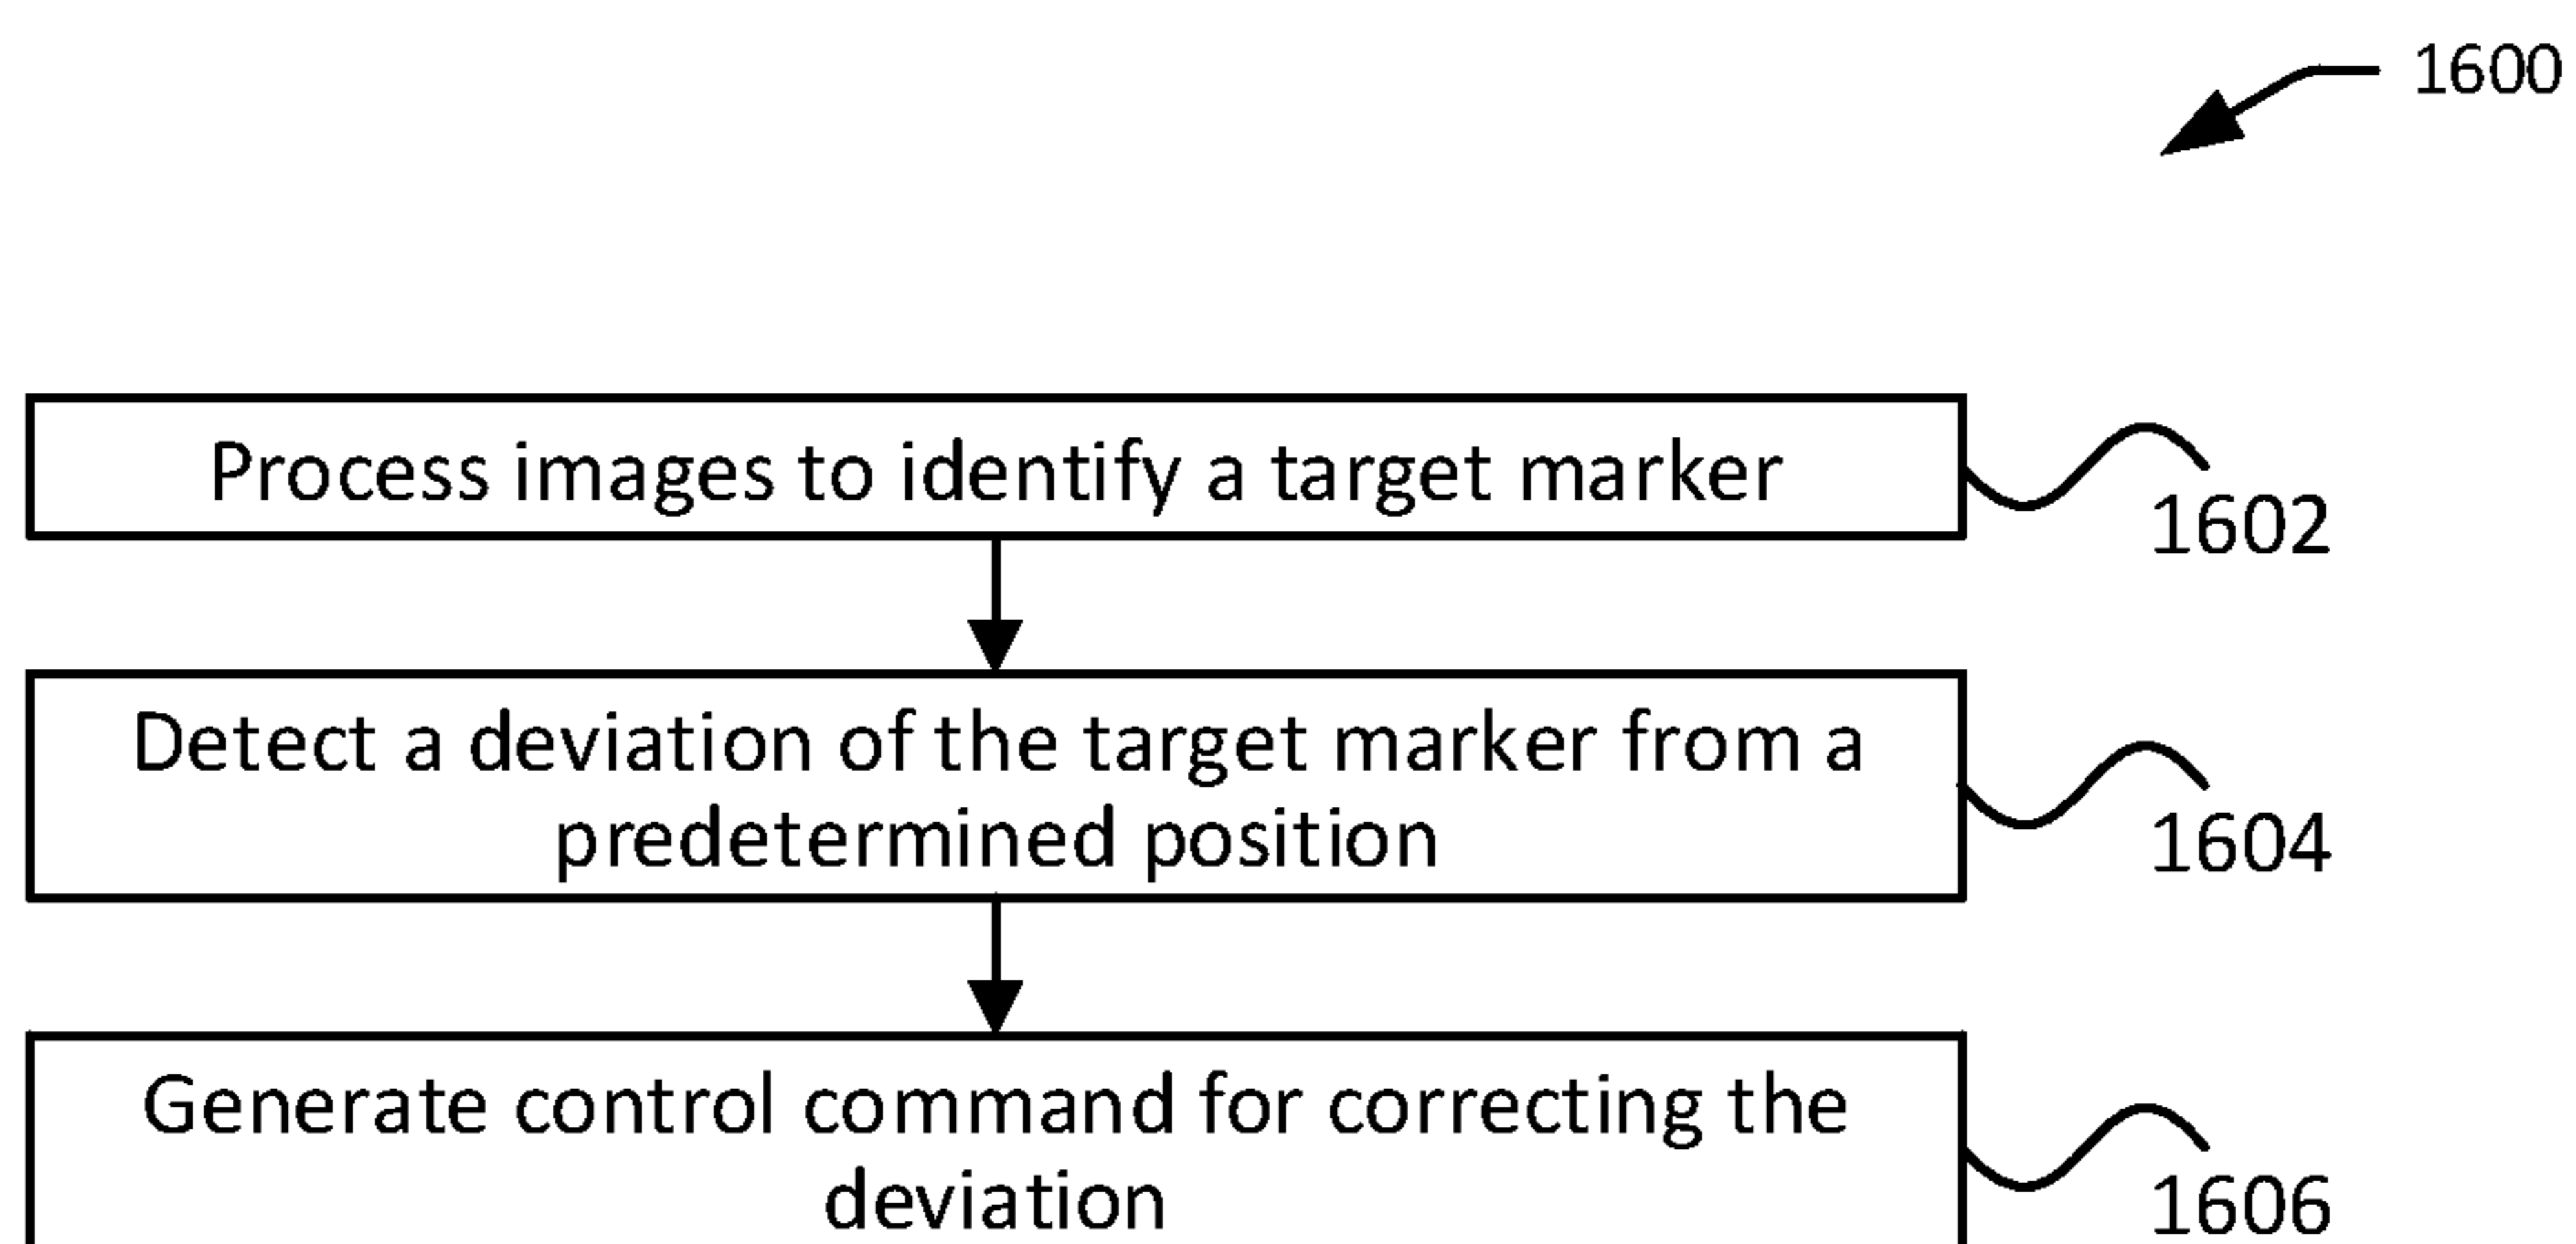 1600
Process images to identify a target marker
1602
Detect a deviation of the target marker from a
predetermined position
1604
Generate control command for correcting the
deviation
1606